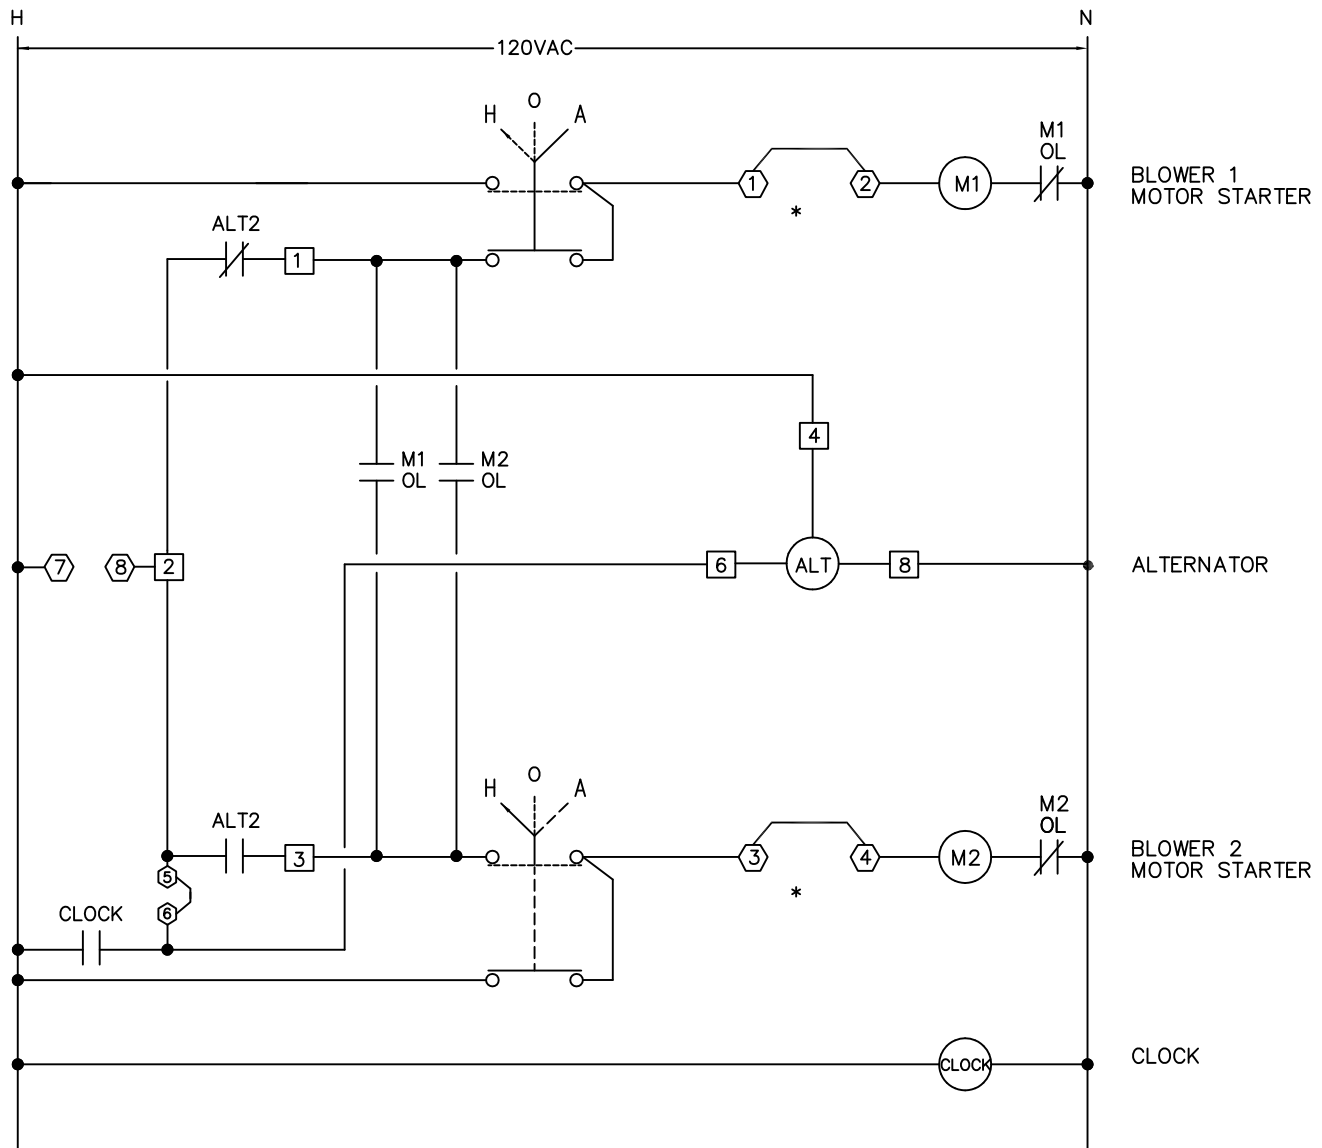 H
N
120VAC
H O A
M1
OL
1
2
M1
BLOWER 1
MOTOR STARTER
*
ALT2
1
4
M1
OL
M2
OL
7
8
2
6
ALT
8
ALTERNATOR
H O A
M2
OL
ALT2
3
3
4
M2
BLOWER 2
MOTOR STARTER
*
5
6
CLOCK
CLOCK
CLOCK